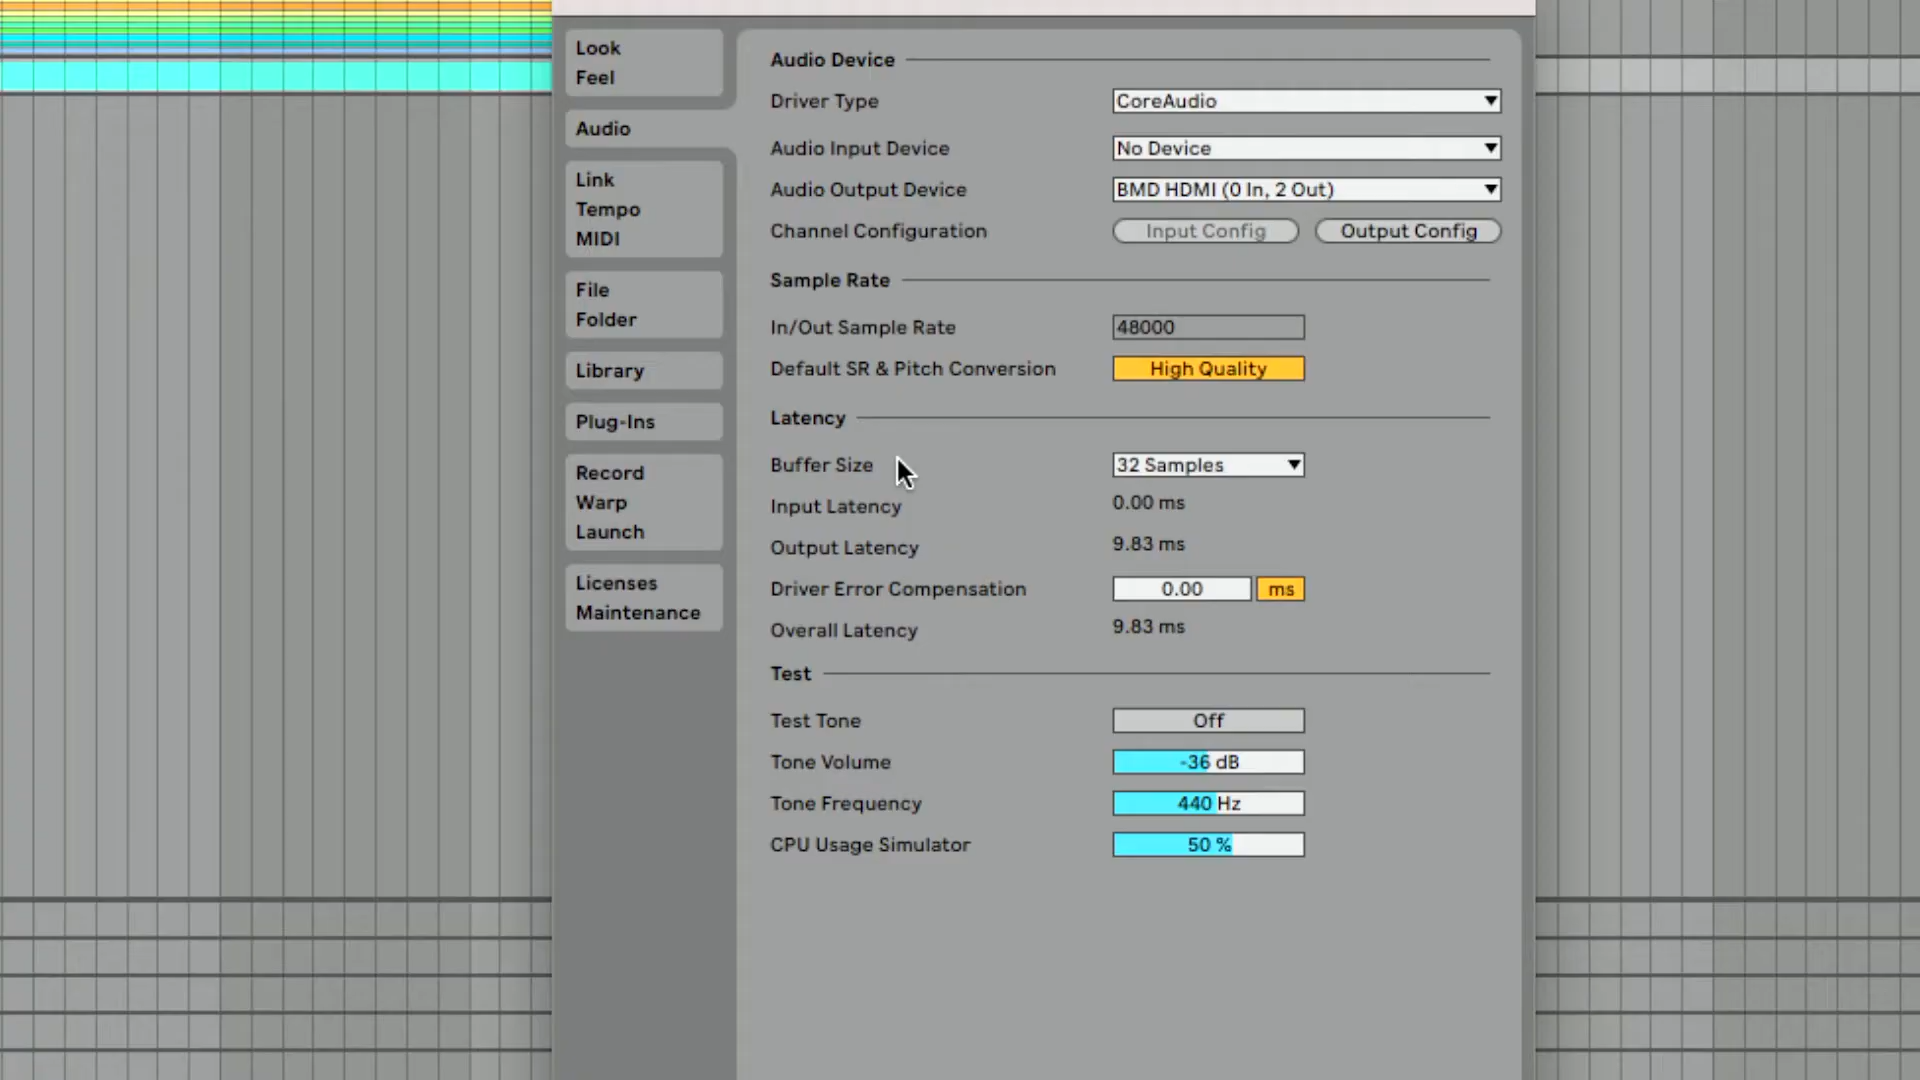 Look
Feel
Audio
Link
Tempo
MIDI
File
Folder
Library
Plug-Ins
Record
Warp
Launch
Licenses
Maintenance
Audio Device
Driver Type CoreAudio
Audio Input Device No Device
Audio Output Device BMD HDMI (0 In, 2 Out)
Channel Configuration Input Config Output Config
Sample Rate
In/Out Sample Rate 48000
Default SR & Pitch Conversion High Quality
Latency
Buffer Size 32 Samples
Input Latency 0.00 ms
Output Latency 9.83 ms
Driver Error Compensation 0.00 ms
Overall Latency 9.83 ms
Test
Test Tone Off
Tone Volume -36 dB
Tone Frequency 440 Hz
CPU Usage Simulator 50 %